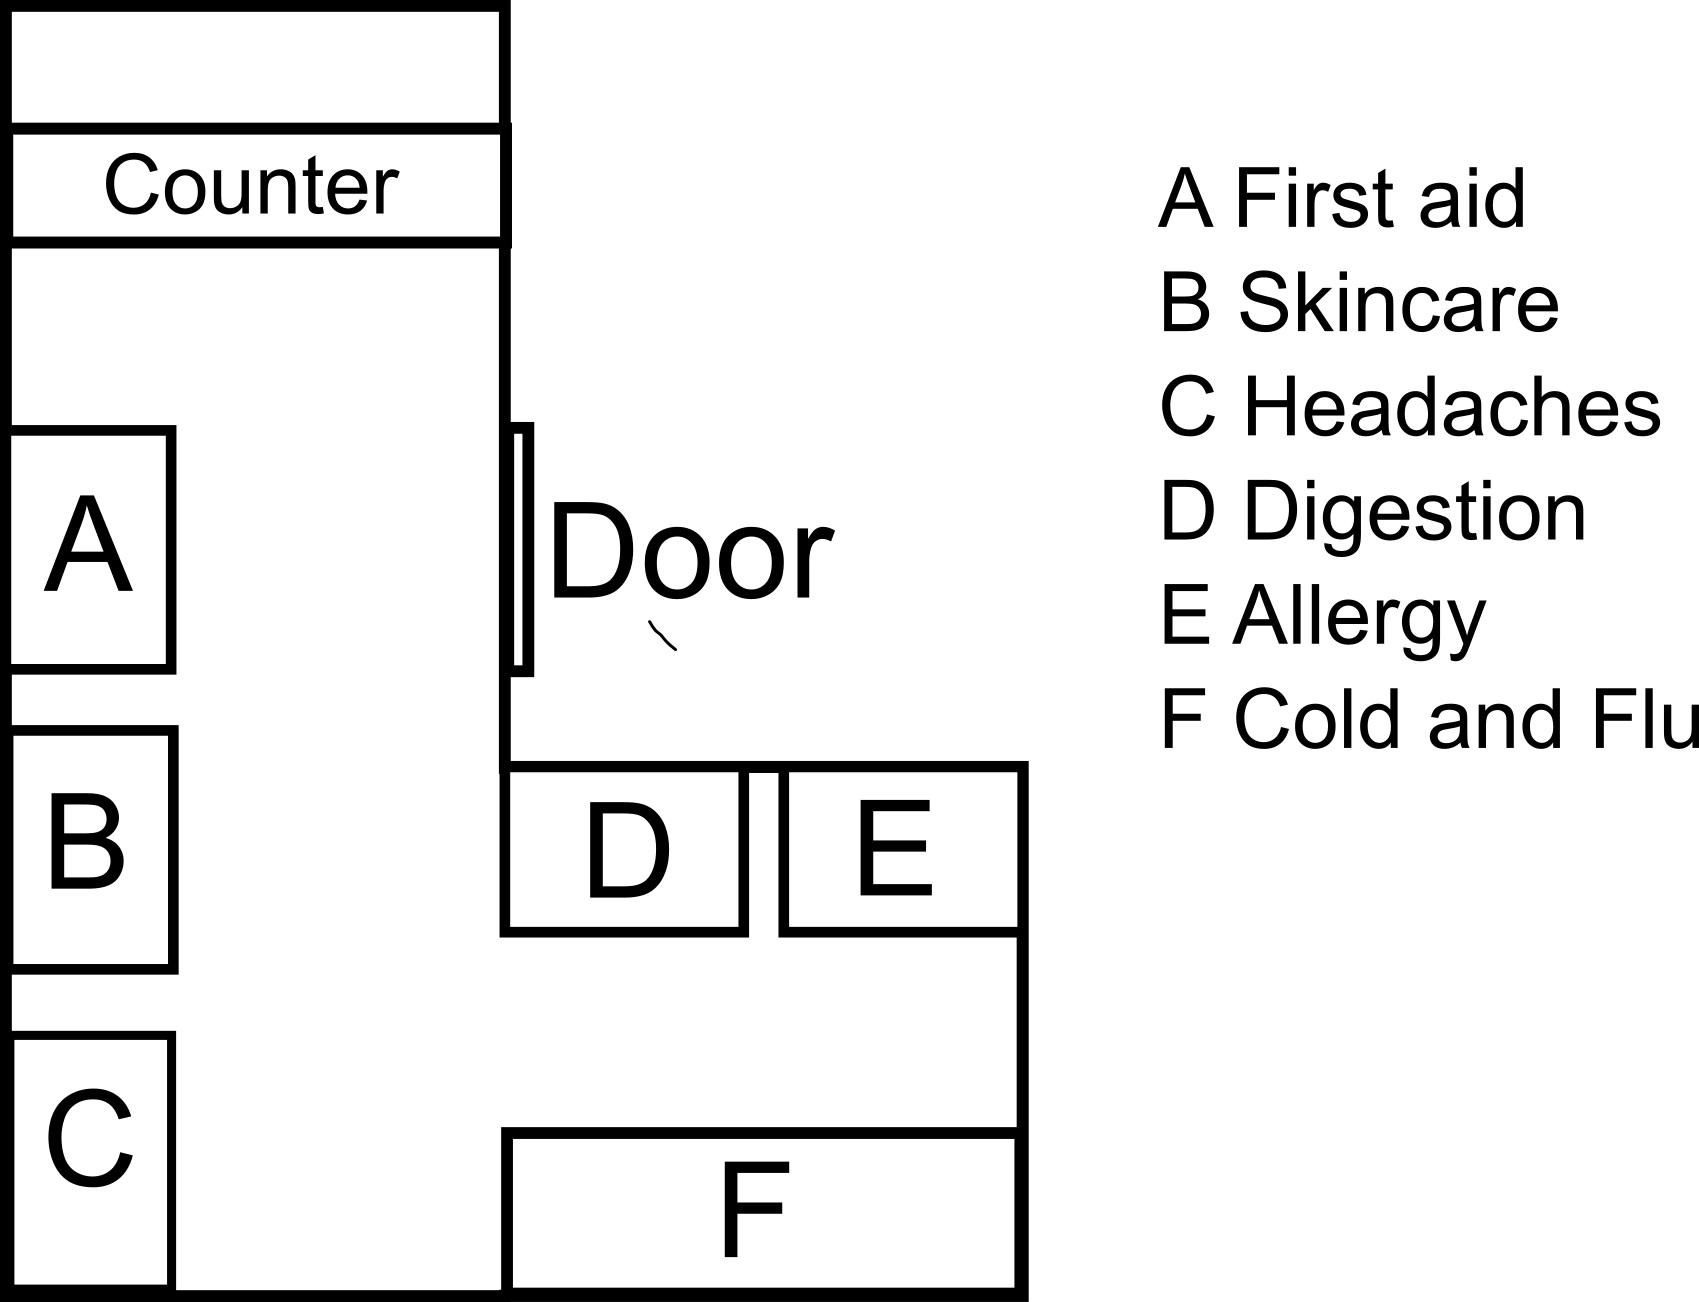 Counter
A First aid
B Skincare
C Headaches
D Digestion
E Allergy
F Cold and Flu
A
Door
B
D
E
C
F